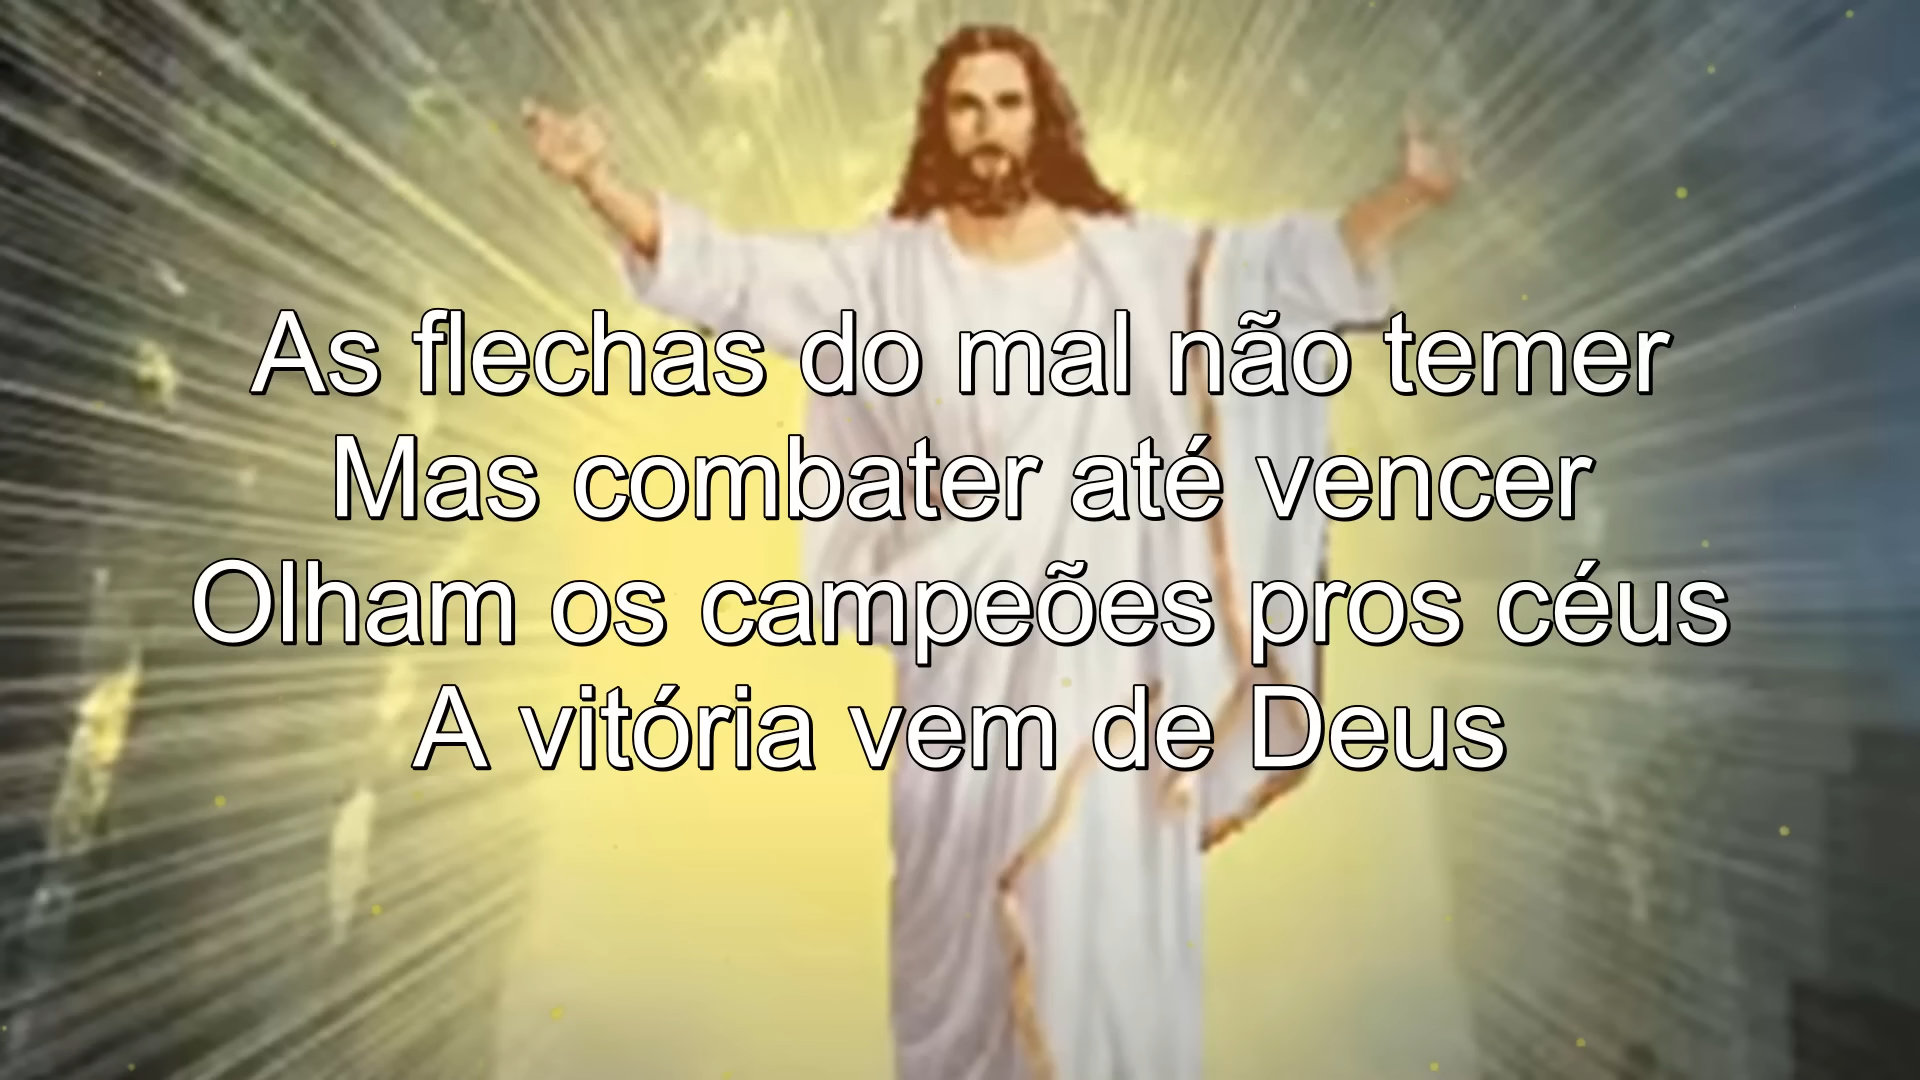 As flechas do mal não temer
Mas combater até vencer
Olham os campeões pros céus
A vitória vem de Deus